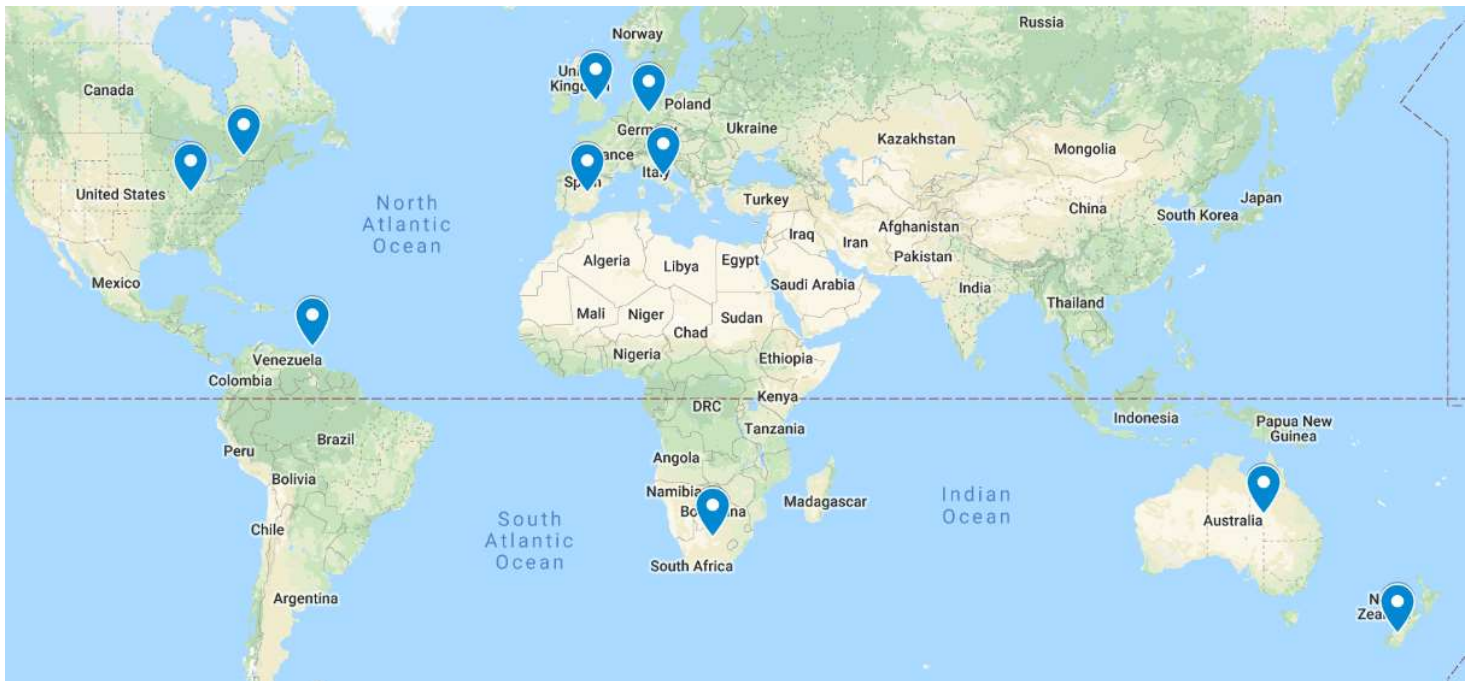 Norway
Russia
Canada
Poland
Ukraine
Kazakhstan
Mongolia
United States
Italy
Turkey
China
Japan
South Korea
North
Atlantic
Ocean
Afghanistan
Iraq
Iran
Pakistan
Mexico
Algeria
Libya
Egypt
Saudi Arabia
India
Thailand
Mali
Niger
Chad
Sudan
Venezuela
Nigeria
Ethiopia
Colombia
Kenya
DRC
Indonesia
Papua New
Guinea
Tanzania
Brazil
Peru
Angola
Bolivia
Namibia
Madagascar
Indian
Ocean
Australia
Chile
South
Atlantic
Ocean
South Africa
Argentina